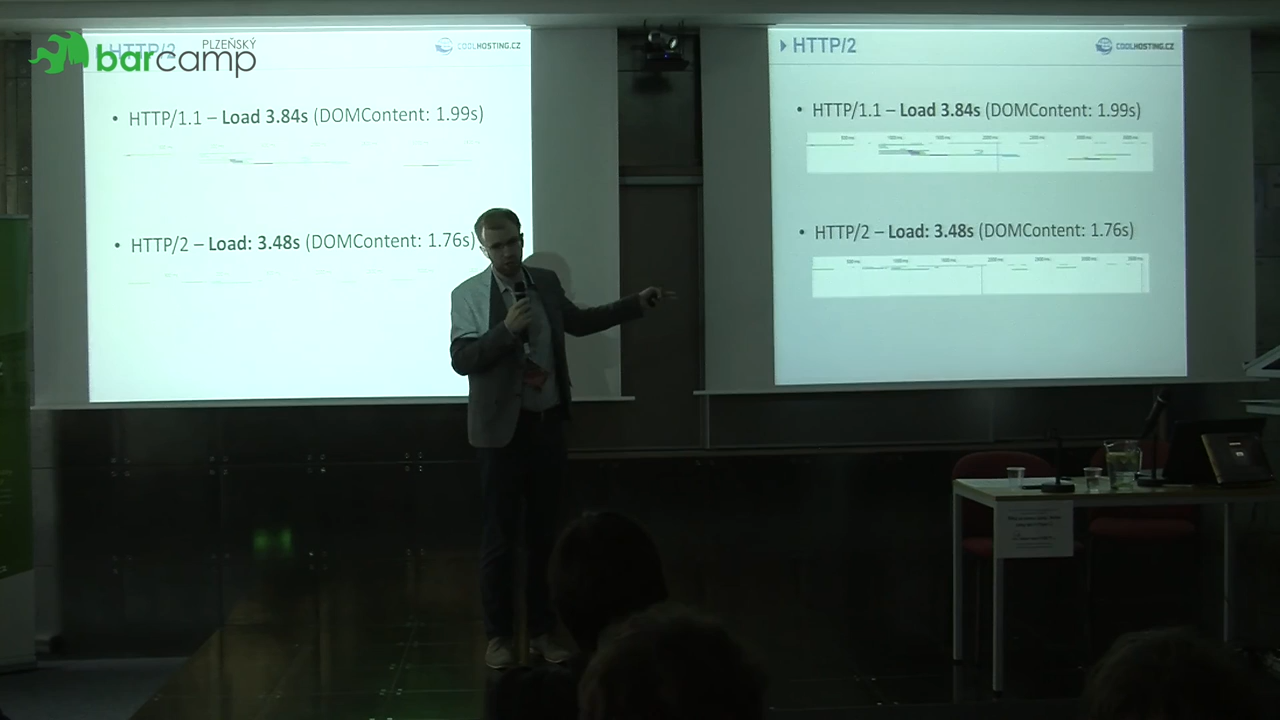 PLZEŇSKÝ
barcamp
HTTP/2
COOLHOSTING.CZ
• HTTP/1.1 – Load 3.84s (DOMContent: 1.99s)
• HTTP/2 – Load: 3.48s (DOMContent: 1.76s)
HTTP/2
COOLHOSTING.CZ
• HTTP/1.1 – Load 3.84s (DOMContent: 1.99s)
• HTTP/2 – Load: 3.48s (DOMContent: 1.76s)